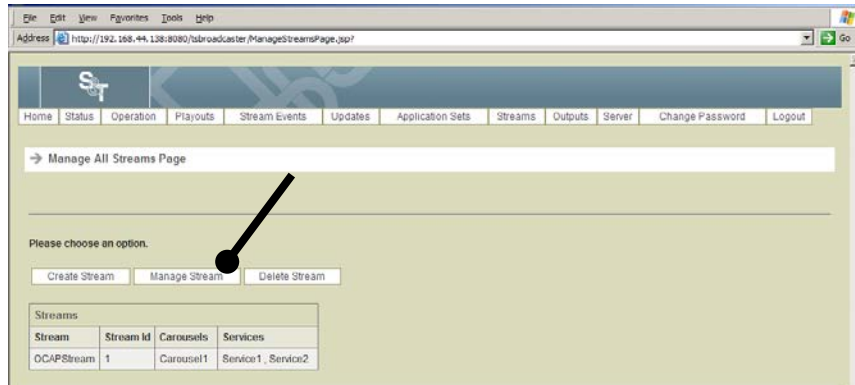 File Edit View Favorites Tools Help
Address http://192.168.44.138:8080/tsbroadcaster/ManageStreamsPage.jsp? Go
S&T
Home Status Operation Playouts Stream Events Updates Application Sets Streams Outputs Server Change Password Logout
Manage All Streams Page
Please choose an option.
Create Stream Manage Stream Delete Stream
Streams
Stream Stream Id Carousels Services
OCAPStream 1 Carousel1 Service1 , Service2